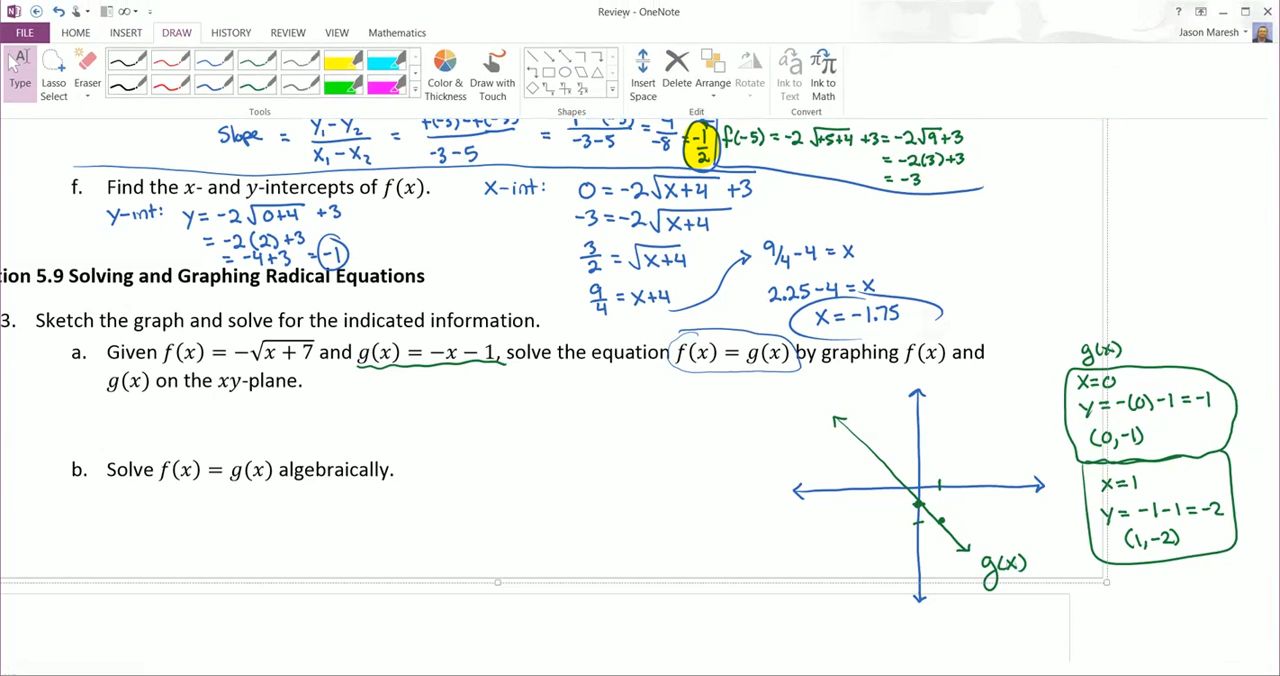 Review - OneNote
FILE HOME INSERT DRAW HISTORY REVIEW VIEW Mathematics
Jason Maresh
Type
Lasso Select
Eraser
Color & Thickness
Draw with Touch
Insert Space
Delete
Arrange
Rotate
Ink to Text
Ink to Math
Tools
Shapes
Edit
Convert
Slope = Y₁-Y₂ / X₁-X₂ = / -3-5 = / -3-5 = / -8 = -1/2
f(-5) = -2√+5+4 +3 = -2√9+3
= -2(3)+3
= -3
f. Find the x- and y-intercepts of f(x).
y-int: y = -2√0+4 +3
= -2(2)+3
= -4+3 = -1
x-int: 0 = -2√x+4 +3
-3 = -2√x+4
3/2 = √x+4
9/4 = x+4
9/4 - 4 = x
2.25 - 4 = x
x = -1.75
ion 5.9 Solving and Graphing Radical Equations
3. Sketch the graph and solve for the indicated information.
a. Given f(x) = −√x + 7 and g(x) = −x − 1, solve the equation f(x) = g(x) by graphing f(x) and
g(x) on the xy-plane.
b. Solve f(x) = g(x) algebraically.
g(x)
g(x)
x=0
y = -(0)-1 = -1
(0,-1)
x=1
y = -1-1 = -2
(1,-2)